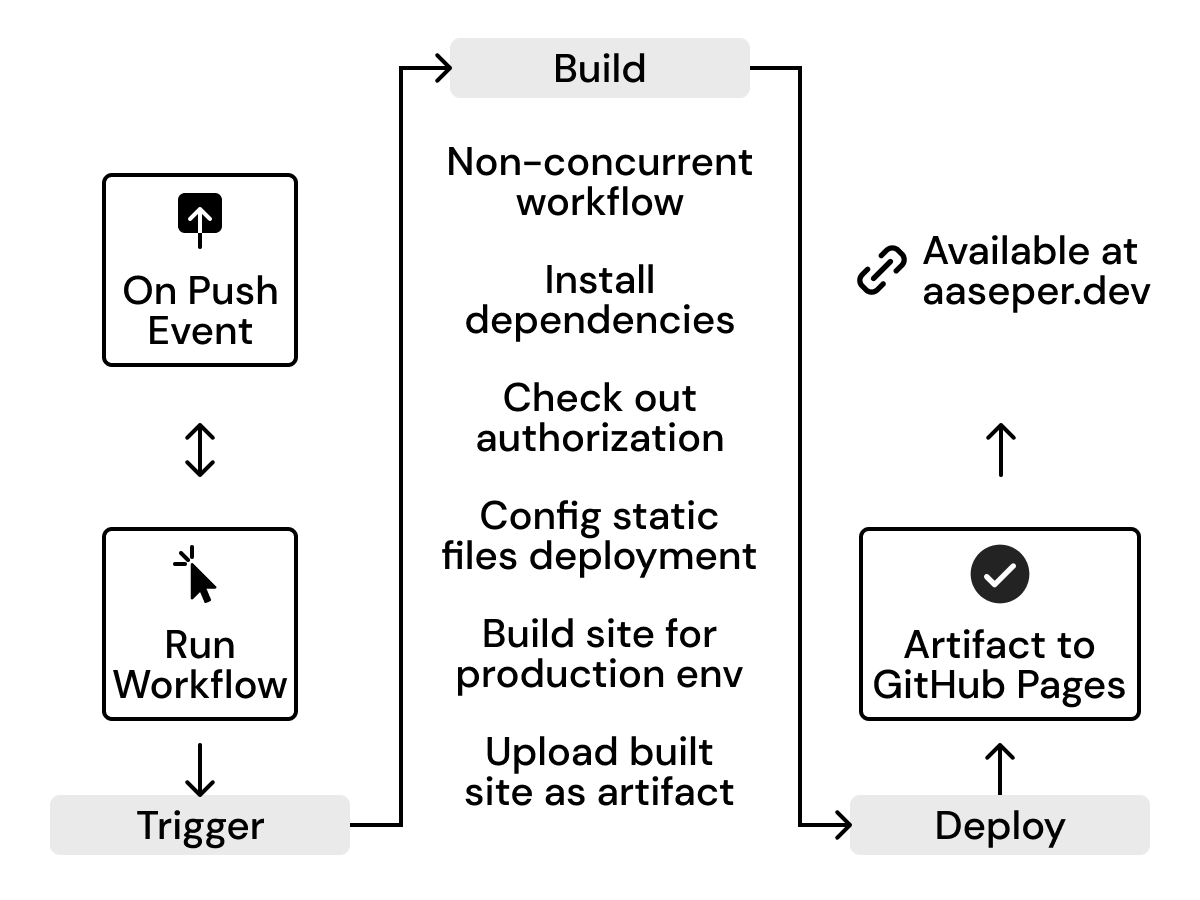 On Push
Event
Run
Workflow
Trigger
Build
Non-concurrent
workflow
Install
dependencies
Check out
authorization
Config static
files deployment
Build site for
production env
Upload built
site as artifact
Available at
aaseper.dev
Artifact to
GitHub Pages
Deploy